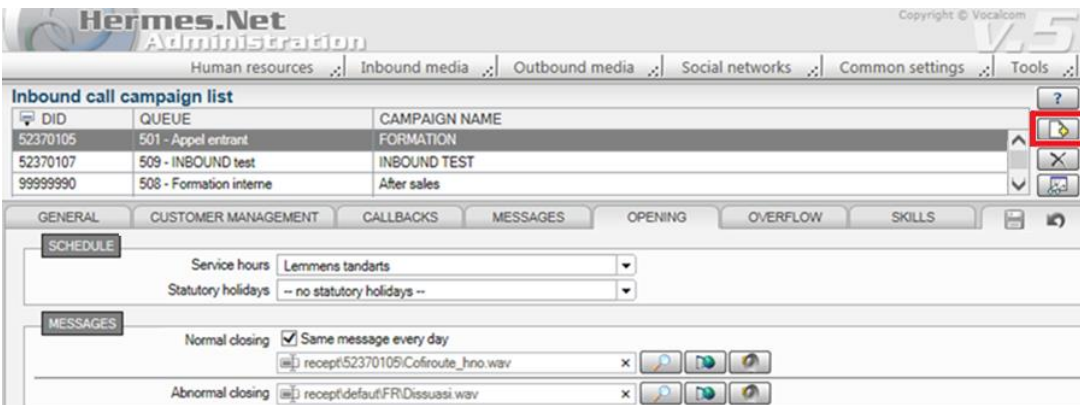 Hermes.Net
Administration
Copyright © Vocalcom
V.5
Human resources Inbound media Outbound media Social networks Common settings Tools
Inbound call campaign list
?
DID QUEUE CAMPAIGN NAME
52370105 501 - Appel entrant FORMATION
52370107 509 - INBOUND test INBOUND TEST
99999990 508 - Formation interne After sales
GENERAL CUSTOMER MANAGEMENT CALLBACKS MESSAGES OPENING OVERFLOW SKILLS
SCHEDULE
Service hours Lemmens tandarts
Statutory holidays -- no statutory holidays --
MESSAGES
Normal closing Same message every day
recept\52370105\Cofiroute_hno.wav x
Abnormal closing recept\defaut\FR\Dissuasi.wav x